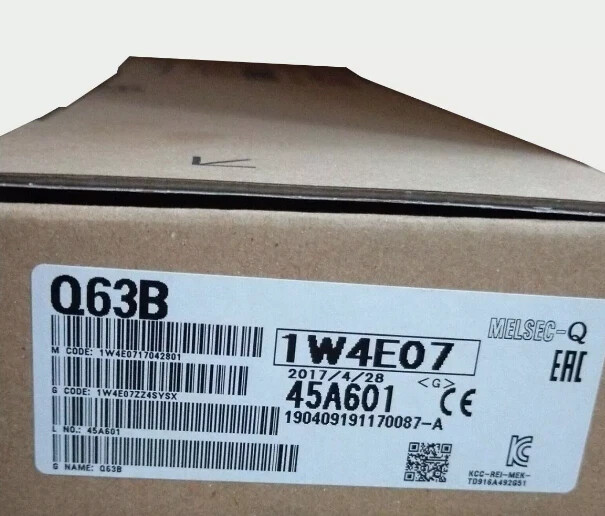 Q63B
M CODE: 1W4E0717042801
G CODE: 1W4E07ZZ4SYSX
L NO.: 45A601
G NAME: Q63B
1W4E07
2017/4/28 <G>
45A601 CE
190409191170087-A
MELSEC-Q
EAC
KCC-REI-MEK-
TD916A492G51